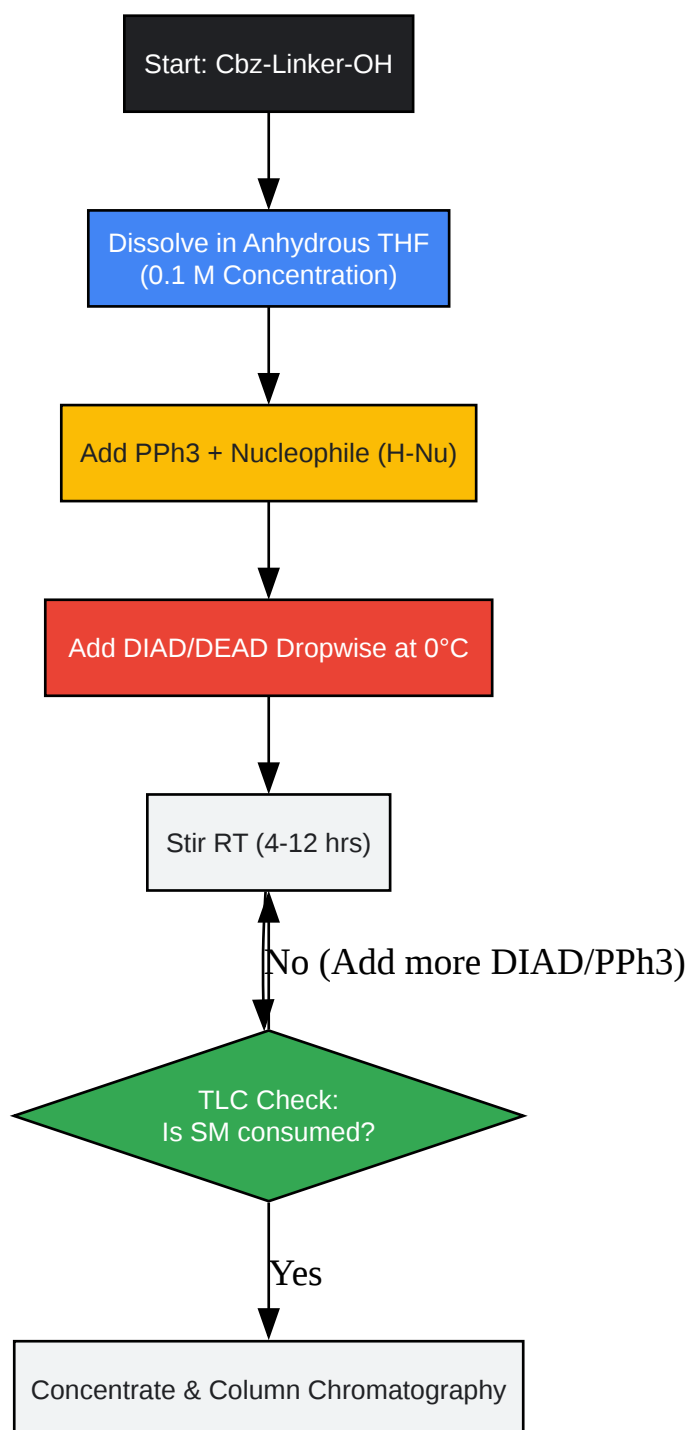 Start: Cbz-Linker-OH
Dissolve in Anhydrous THF
(0.1 M Concentration)
Add PPh3 + Nucleophile (H-Nu)
Add DIAD/DEAD Dropwise at 0°C
Stir RT (4-12 hrs)
No (Add more DIAD/PPh3)
TLC Check:
Is SM consumed?
Yes
Concentrate & Column Chromatography